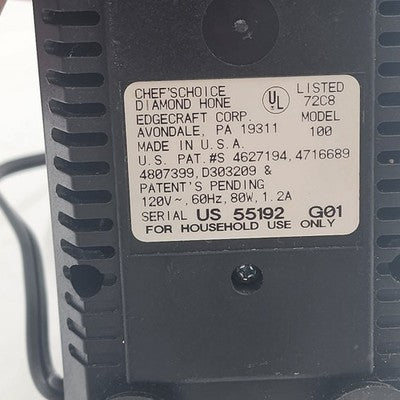 CHEF'SCHOICE
DIAMOND HONE
UL
LISTED
72C8
EDGECRAFT CORP.
MODEL
AVONDALE, PA 19311
100
MADE IN U.S.A.
U.S. PAT.#S 4627194,4716689
4807399,D303209 &
PATENT'S PENDING
120V~,60Hz,80W,1.2A
SERIAL US 55192 G01
FOR HOUSEHOLD USE ONLY